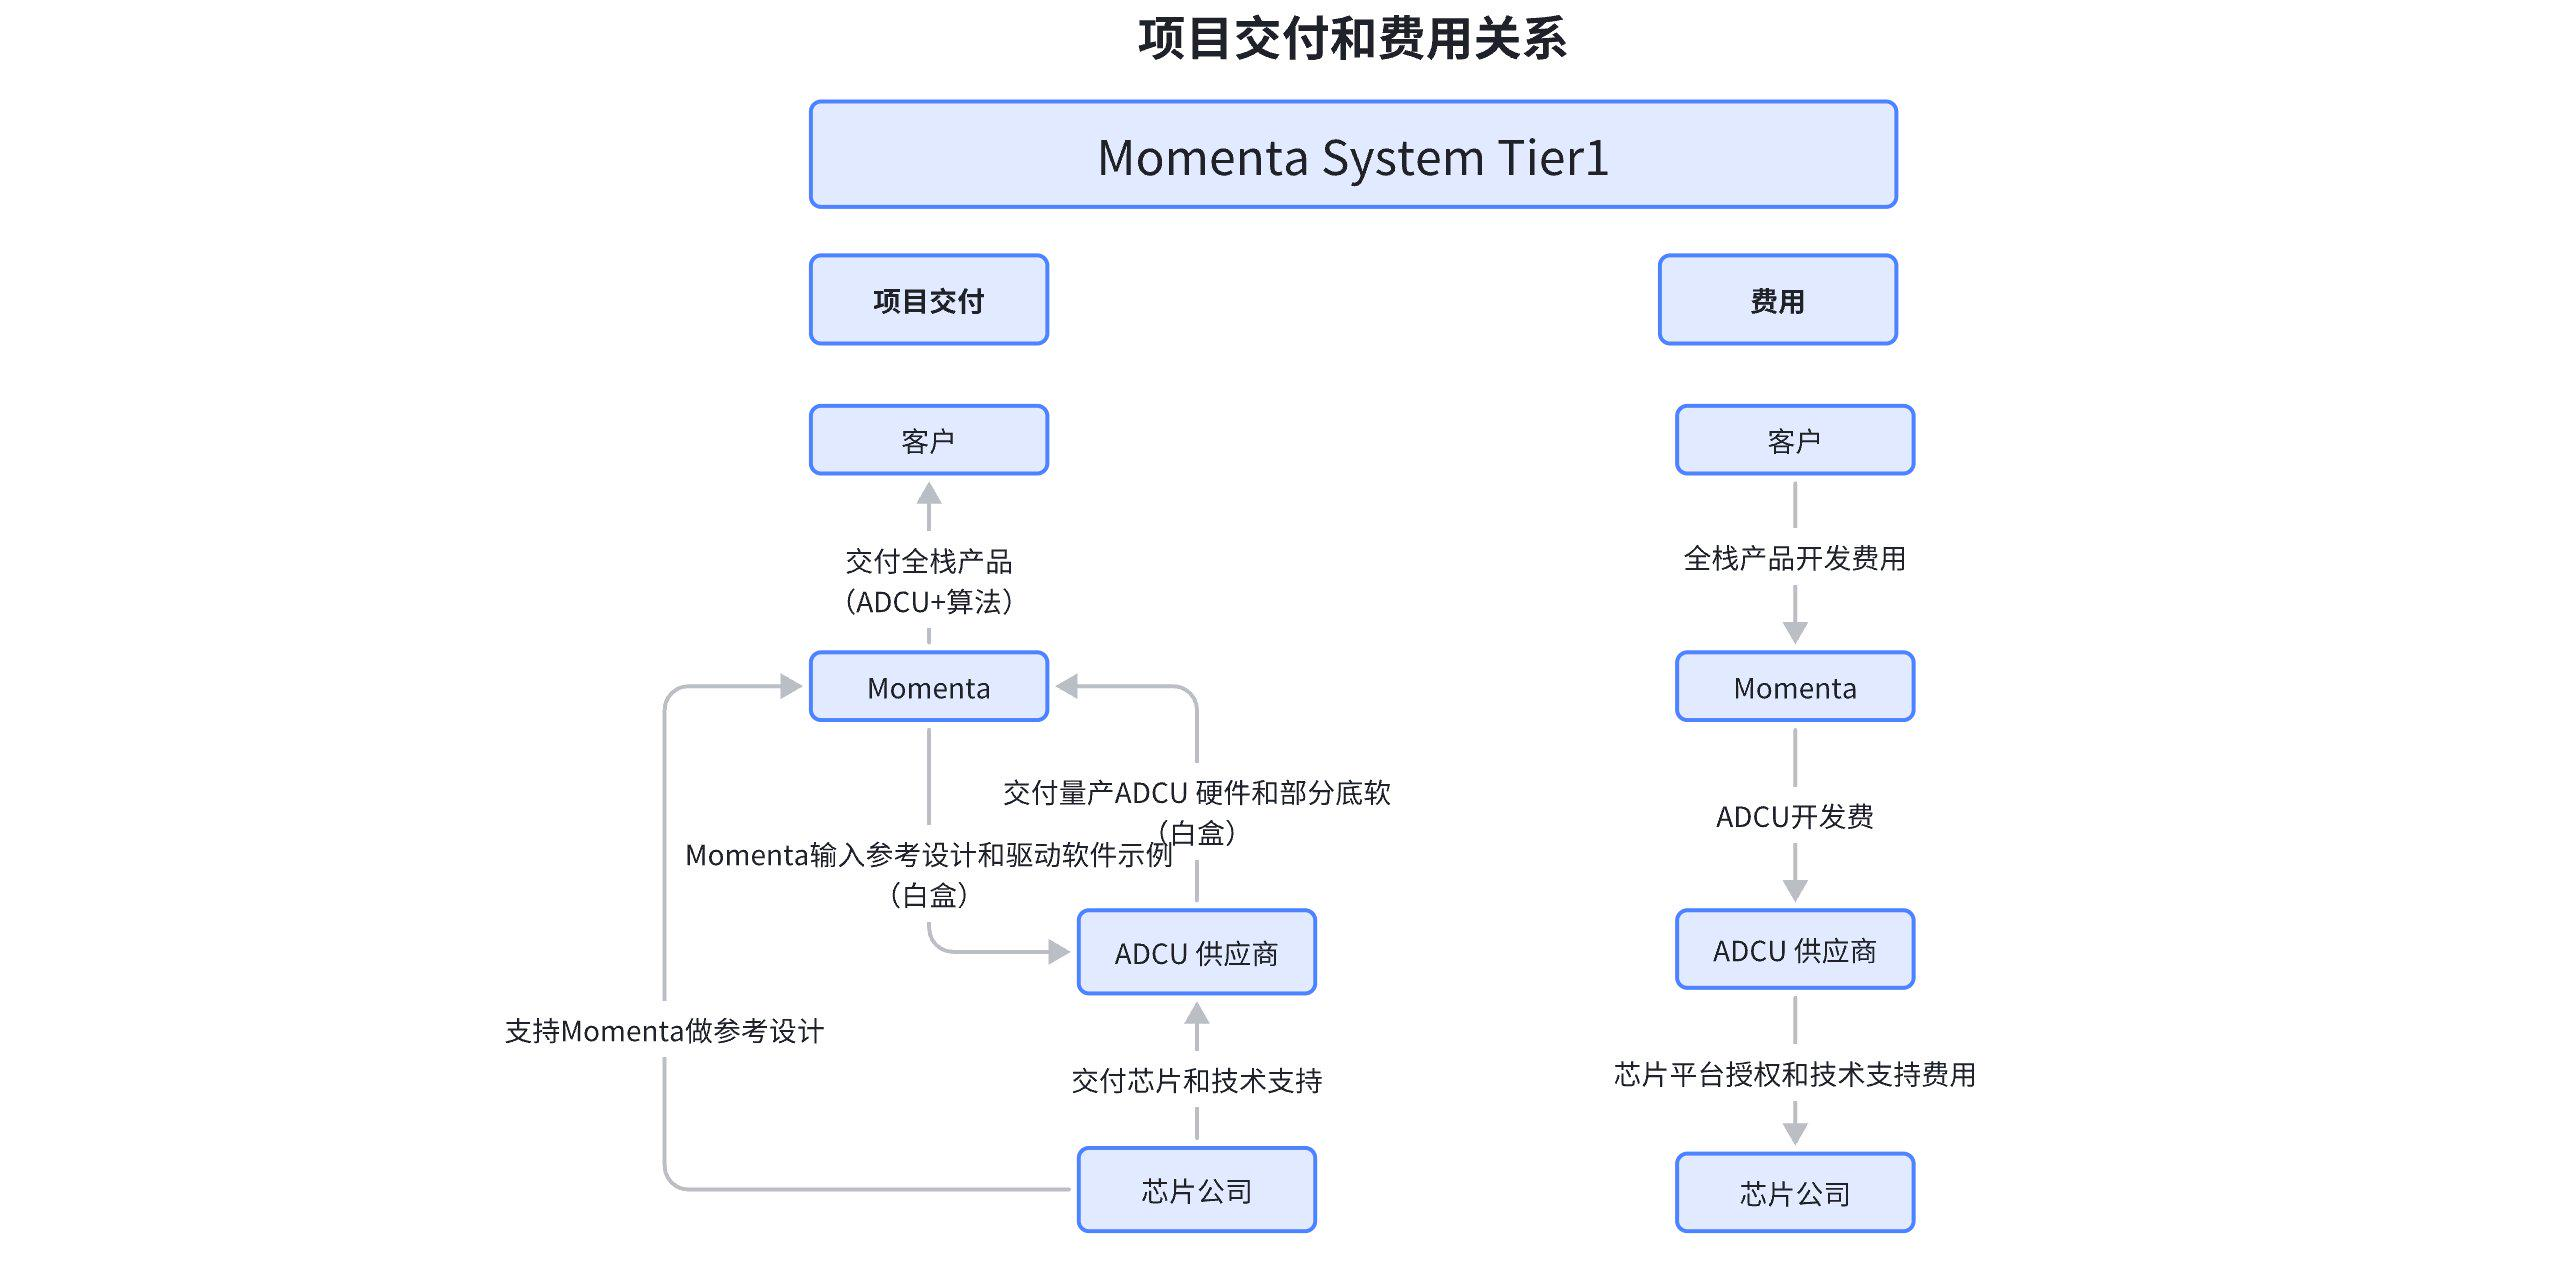 项目交付和费用关系
Momenta System Tier1
项目交付
费用
客户
客户
交付全栈产品
（ADCU+算法）
全栈产品开发费用
Momenta
Momenta
交付量产ADCU 硬件和部分底软
（白盒）
ADCU开发费
Momenta输入参考设计和驱动软件示例
（白盒）
ADCU 供应商
ADCU 供应商
支持Momenta做参考设计
交付芯片和技术支持
芯片平台授权和技术支持费用
芯片公司
芯片公司